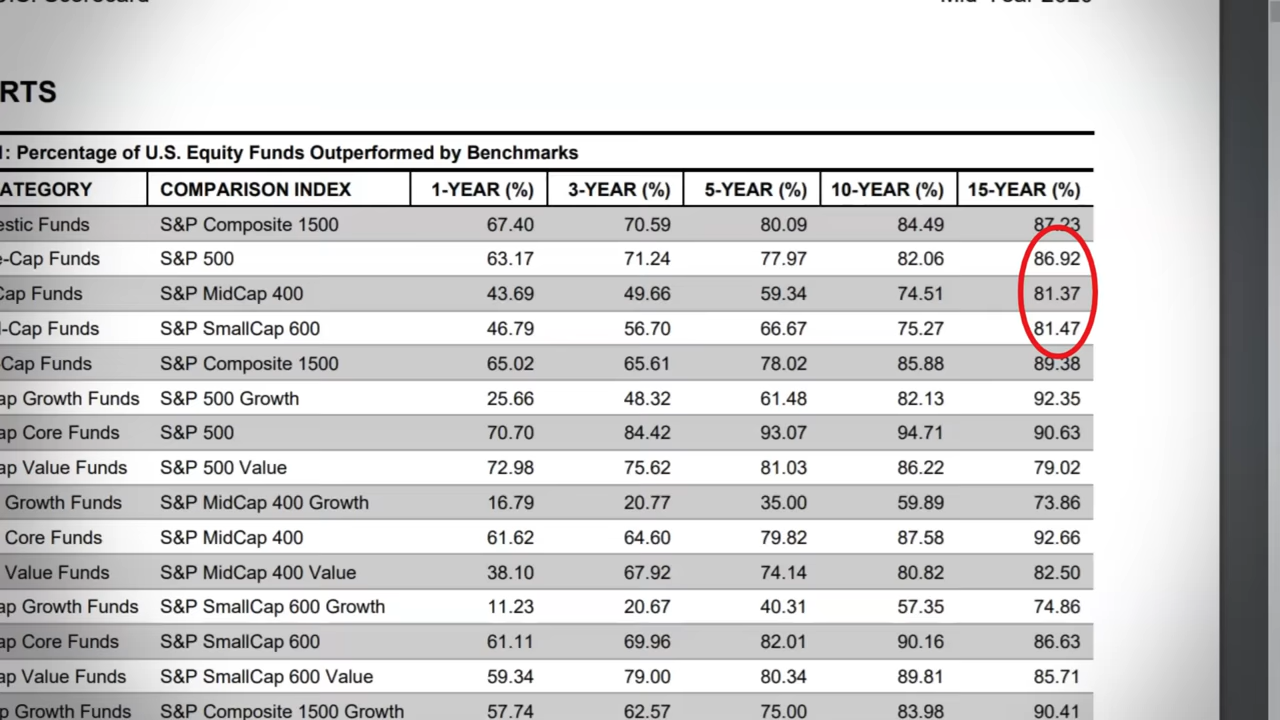 RTS
: Percentage of U.S. Equity Funds Outperformed by Benchmarks
ATEGORY COMPARISON INDEX 1-YEAR (%) 3-YEAR (%) 5-YEAR (%) 10-YEAR (%) 15-YEAR (%)
estic Funds S&P Composite 1500 67.40 70.59 80.09 84.49 87.23
e-Cap Funds S&P 500 63.17 71.24 77.97 82.06 86.92
Cap Funds S&P MidCap 400 43.69 49.66 59.34 74.51 81.37
l-Cap Funds S&P SmallCap 600 46.79 56.70 66.67 75.27 81.47
-Cap Funds S&P Composite 1500 65.02 65.61 78.02 85.88 89.38
ap Growth Funds S&P 500 Growth 25.66 48.32 61.48 82.13 92.35
ap Core Funds S&P 500 70.70 84.42 93.07 94.71 90.63
ap Value Funds S&P 500 Value 72.98 75.62 81.03 86.22 79.02
Growth Funds S&P MidCap 400 Growth 16.79 20.77 35.00 59.89 73.86
Core Funds S&P MidCap 400 61.62 64.60 79.82 87.58 92.66
Value Funds S&P MidCap 400 Value 38.10 67.92 74.14 80.82 82.50
ap Growth Funds S&P SmallCap 600 Growth 11.23 20.67 40.31 57.35 74.86
ap Core Funds S&P SmallCap 600 61.11 69.96 82.01 90.16 86.63
ap Value Funds S&P SmallCap 600 Value 59.34 79.00 80.34 89.81 85.71
ap Growth Funds S&P Composite 1500 Growth 57.74 62.57 75.00 83.98 90.41